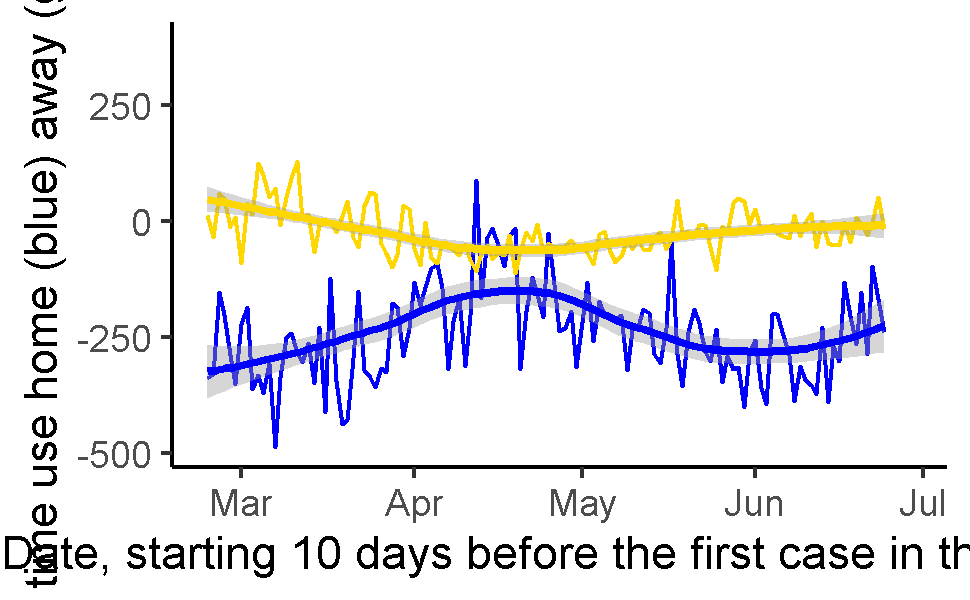 time use home (blue) away (
250
0
-250
-500
Mar Apr May Jun Jul
Date, starting 10 days before the first case in th